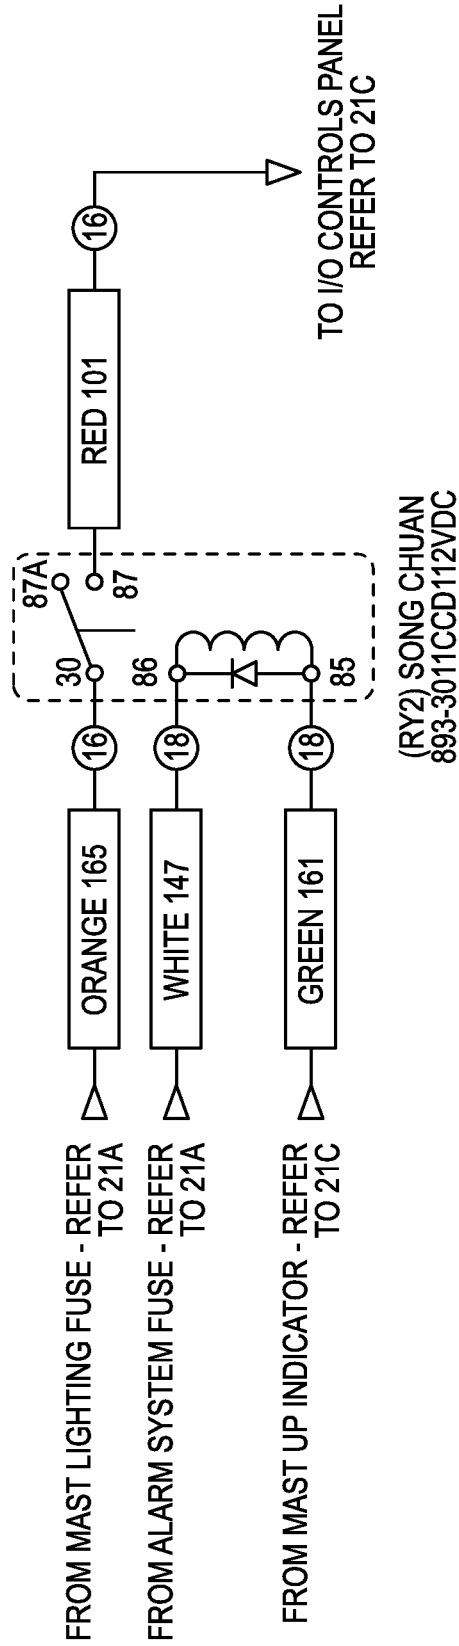 FROM MAST LIGHTING FUSE - REFER
TO 21A
ORANGE 165
16
30
87A
87
RED 101
16
FROM ALARM SYSTEM FUSE - REFER
TO 21A
WHITE 147
18
86
FROM MAST UP INDICATOR - REFER
TO 21C
GREEN 161
18
85
TO I/O CONTROLS PANEL
REFER TO 21C
(RY2) SONG CHUAN
893-3011CCD112VDC